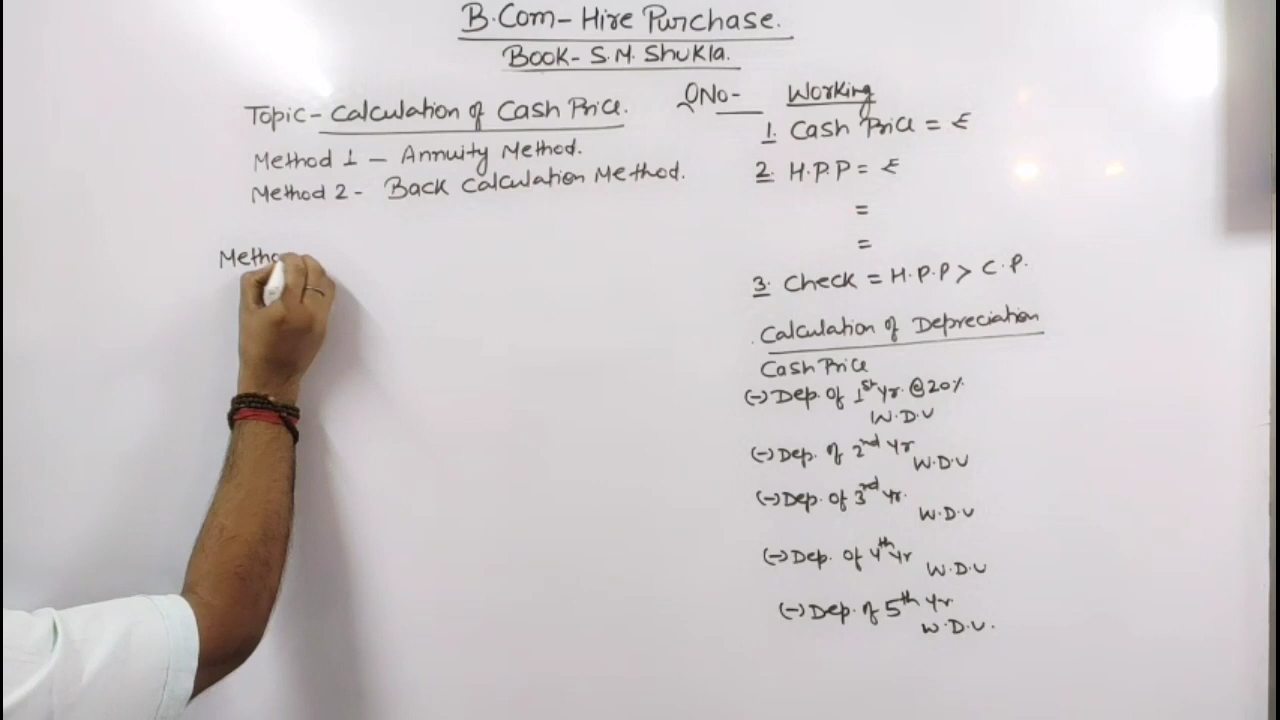 B.Com- Hire Purchase.
Book- S.M. Shukla.
Topic- Calculation of Cash Price.
Method 1 - Annuity Method.
Method 2 - Back Calculation Method.
Metho
QNo-
Working
1. Cash Price = ₹
2. H.P.P = ₹
=
=
3. Check = H.P.P > C.P.
Calculation of Depreciation
Cash Price
(-) Dep. of 1st yr. @ 20%
W.D.V
(-) Dep. of 2nd yr
W.D.V
(-) Dep. of 3rd yr.
W.D.V
(-) Dep. of 4th yr
W.D.V
(-) Dep. of 5th yr
W.D.V.